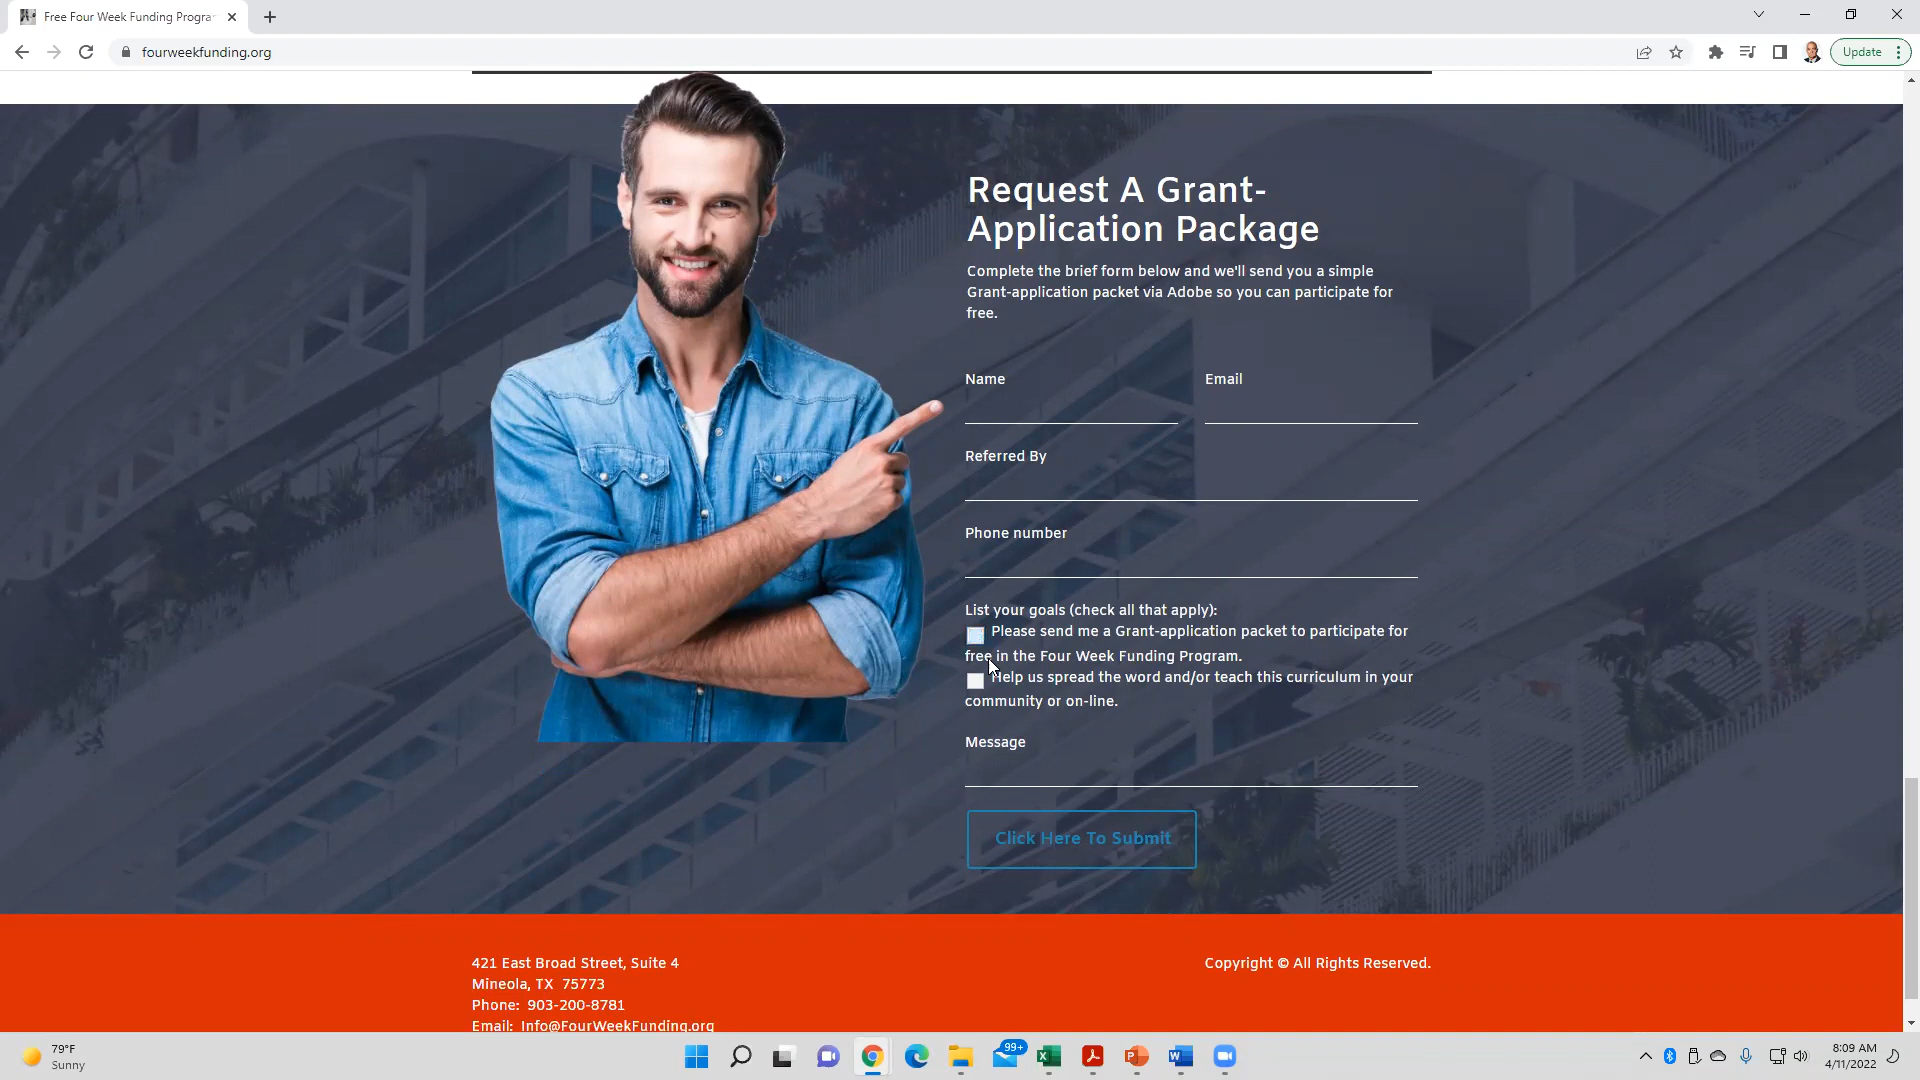 Free Four Week Funding Progra
fourweekfunding.org
Update
Request A Grant-
Application Package
Complete the brief form below and we'll send you a simple
Grant-application packet via Adobe so you can participate for
free.
Name
Email
Referred By
Phone number
List your goals (check all that apply):
Please send me a Grant-application packet to participate for
free in the Four Week Funding Program.
Help us spread the word and/or teach this curriculum in your
community or on-line.
Message
Click Here To Submit
421 East Broad Street, Suite 4
Mineola, TX 75773
Phone: 903-200-8781
Email: Info@FourWeekFunding.org
Copyright © All Rights Reserved.
79°F
Sunny
99+
8:09 AM
4/11/2022